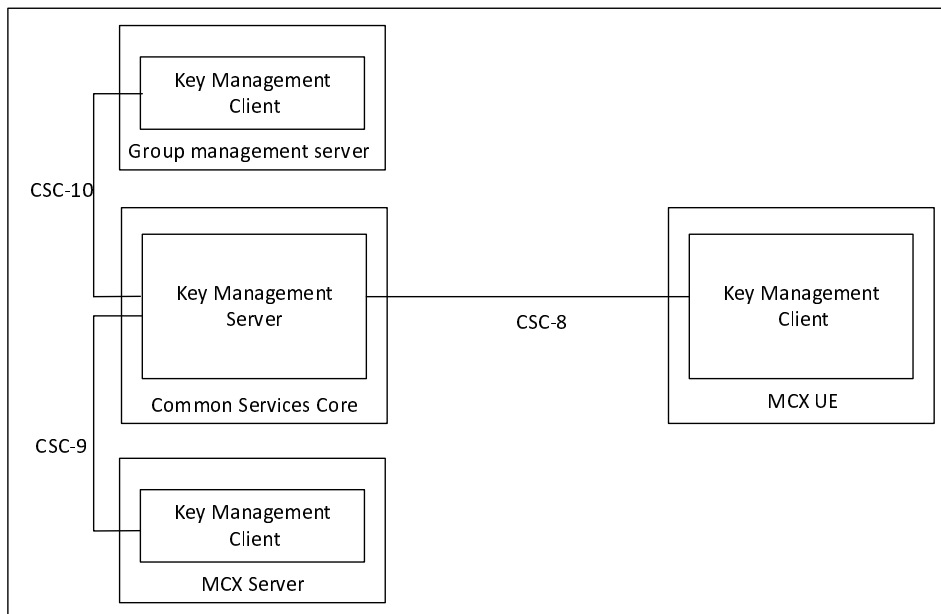 Key Management
Client
Group management server
CSC-10
Key Management
Server
Common Services Core
CSC-8
Key Management
Client
MCX UE
CSC-9
Key Management
Client
MCX Server